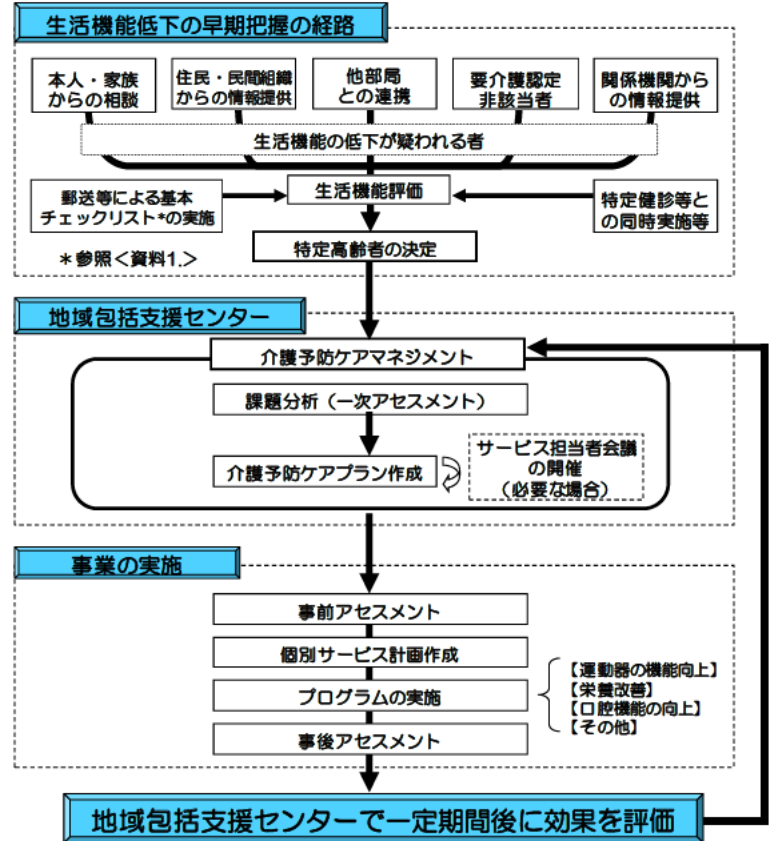 生活機能低下の早期把握の経路
本人・家族
からの相談
住民・民間組織
からの情報提供
他部局
との連携
要介護認定
非該当者
関係機関から
の情報提供
生活機能の低下が疑われる者
郵送等による基本
チェックリスト*の実施
生活機能評価
特定健診等と
の同時実施等
*参照<資料1.>
特定高齢者の決定
地域包括支援センター
介護予防ケアマネジメント
課題分析(一次アセスメント)
介護予防ケアプラン作成
サービス担当者会議
の開催
(必要な場合)
事業の実施
事前アセスメント
個別サービス計画作成
プログラムの実施
事後アセスメント
【運動器の機能向上】
【栄養改善】
【口腔機能の向上】
【その他】
地域包括支援センターで一定期間後に効果を評価